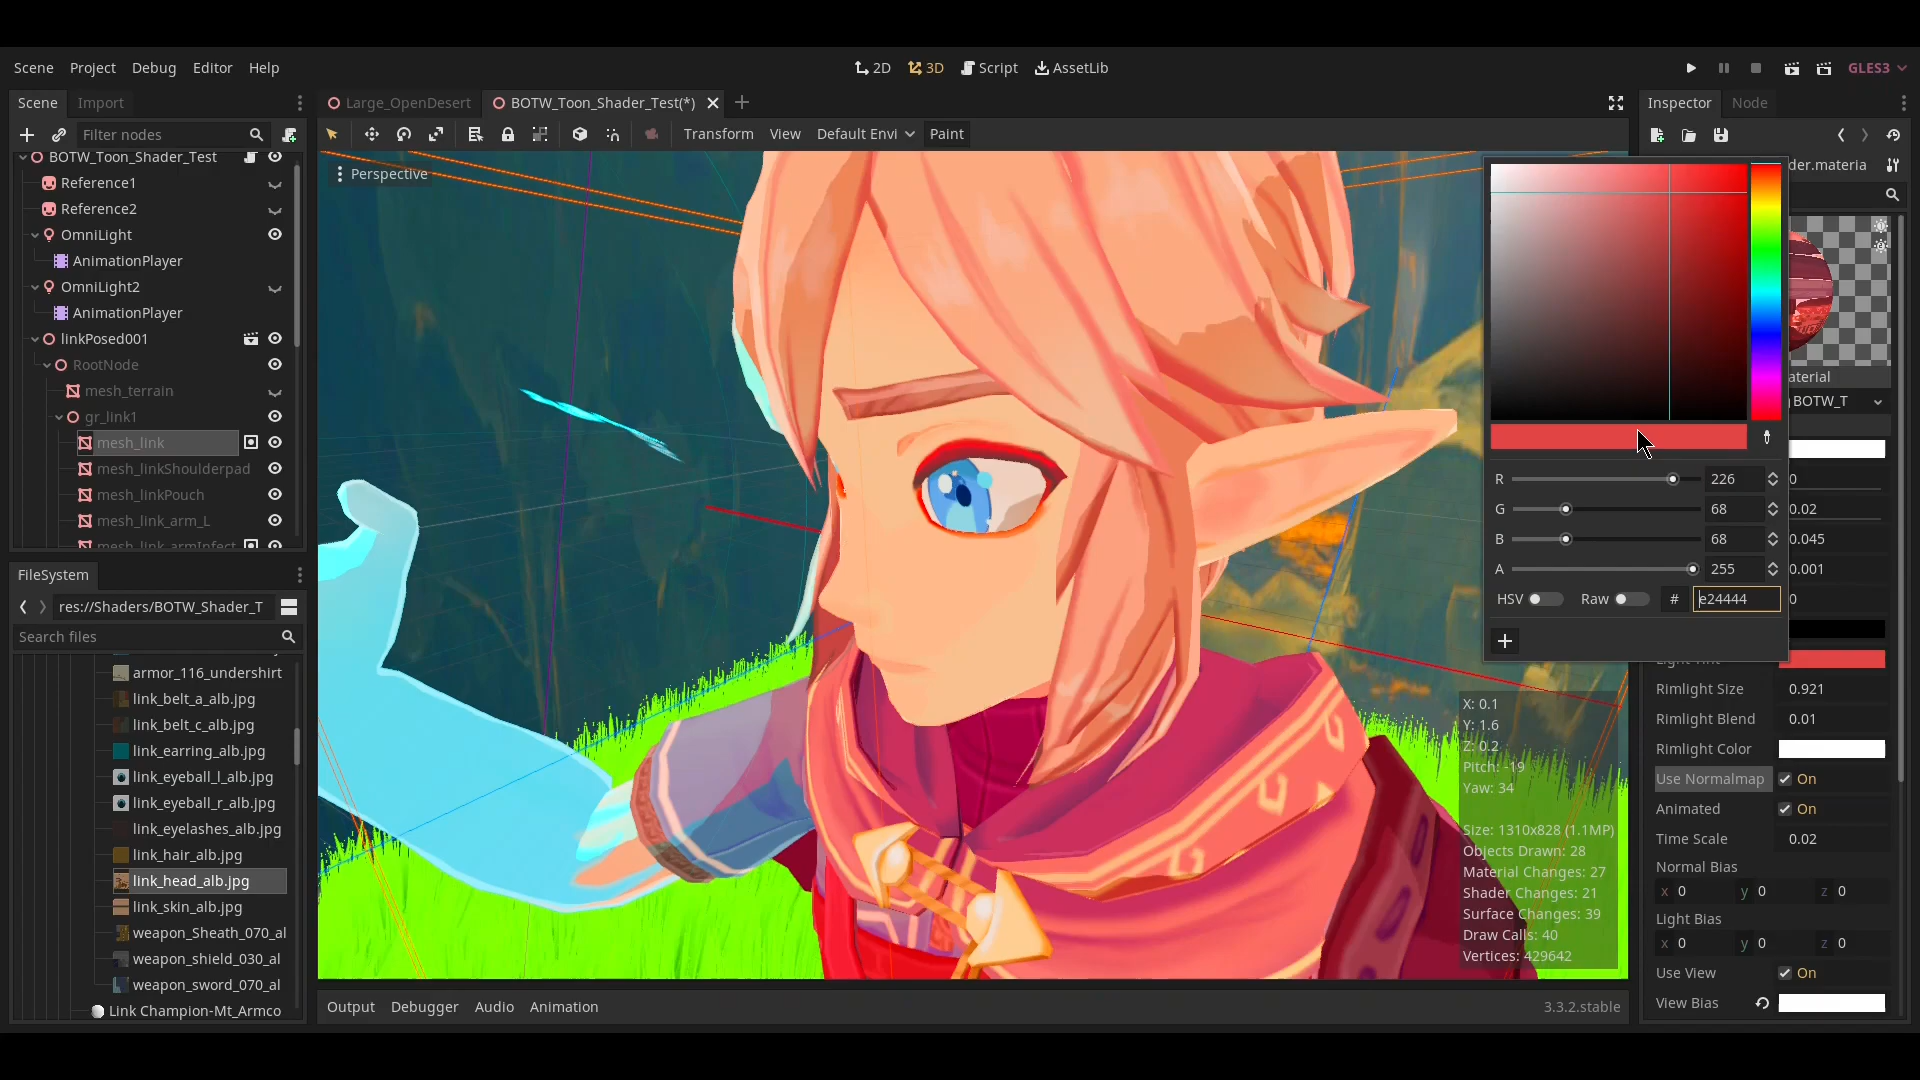 Scene Project Debug Editor Help
2D 3D Script AssetLib
GLES3
Scene Import
Large_OpenDesert BOTW_Toon_Shader_Test(*)
Inspector Node
Filter nodes
Transform View Default Envi Paint
Perspective
BOTW_Toon_Shader_Test
Reference1
Reference2
OmniLight
AnimationPlayer
OmniLight2
AnimationPlayer
linkPosed001
RootNode
mesh_terrain
gr_link1
mesh_link
mesh_linkShoulderpad
mesh_linkPouch
mesh_link_arm_L
mesh_link_armInfect
FileSystem
res://Shaders/BOTW_Shader_T
Search files
armor_116_undershirt
link_belt_a_alb.jpg
link_belt_c_alb.jpg
link_earring_alb.jpg
link_eyeball_l_alb.jpg
link_eyeball_r_alb.jpg
link_eyelashes_alb.jpg
link_hair_alb.jpg
link_head_alb.jpg
link_skin_alb.jpg
weapon_Sheath_070_al
weapon_shield_030_al
weapon_sword_070_al
Link Champion-Mt_Armco
X: 0.1
Y: 1.6
Z: 0.2
Pitch: -19
Yaw: 34
Size: 1310x828 (1.1MP)
Objects Drawn: 28
Material Changes: 27
Shader Changes: 21
Surface Changes: 39
Draw Calls: 40
Vertices: 429642
Output Debugger Audio Animation
3.3.2.stable
R 226
G 68
B 68
A 255
HSV Raw # e24444
der.materia
aterial
BOTW_T
0
0.02
0.045
0.001
0
Light Tint
Rimlight Size 0.921
Rimlight Blend 0.01
Rimlight Color
Use Normalmap On
Animated On
Time Scale 0.02
Normal Bias
x 0 y 0 z 0
Light Bias
x 0 y 0 z 0
Use View On
View Bias